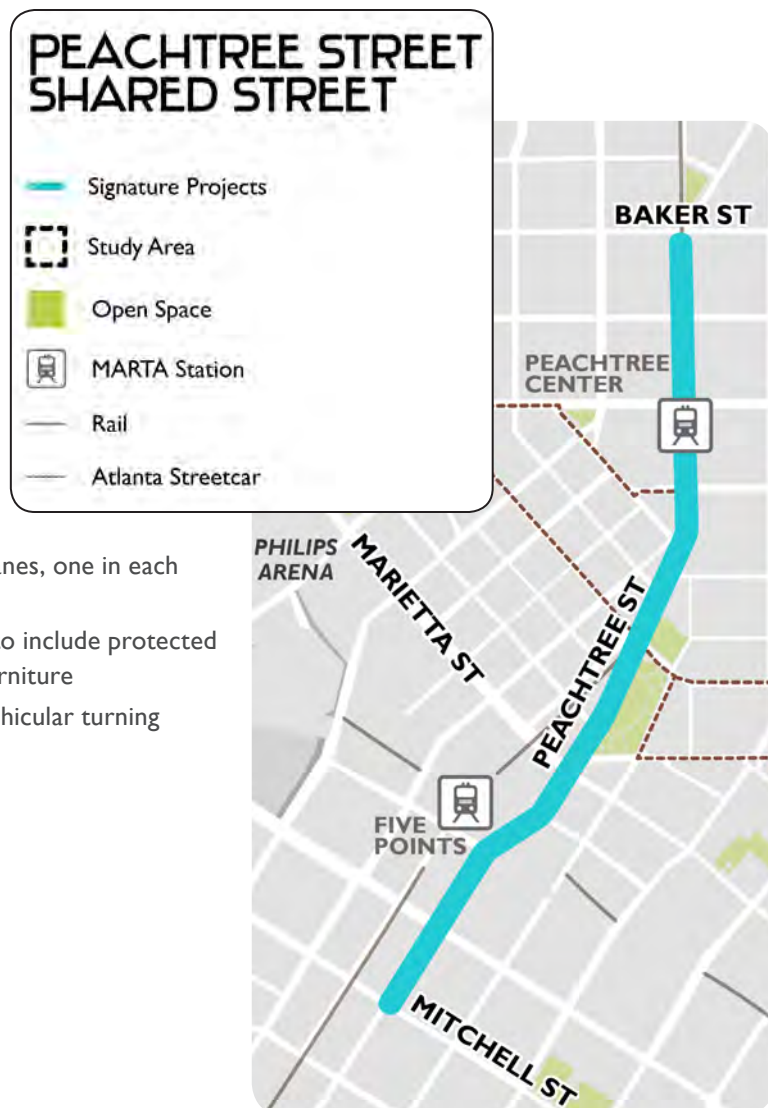 PEACHTREE STREET
SHARED STREET
Signature Projects
Study Area
Open Space
MARTA Station
Rail
Atlanta Streetcar
BAKER ST
PEACHTREE
CENTER
PHILIPS
ARENA
MARIETTA ST
PEACHTREE ST
FIVE
POINTS
MITCHELL ST
anes, one in each
to include protected
rniture
hicular turning